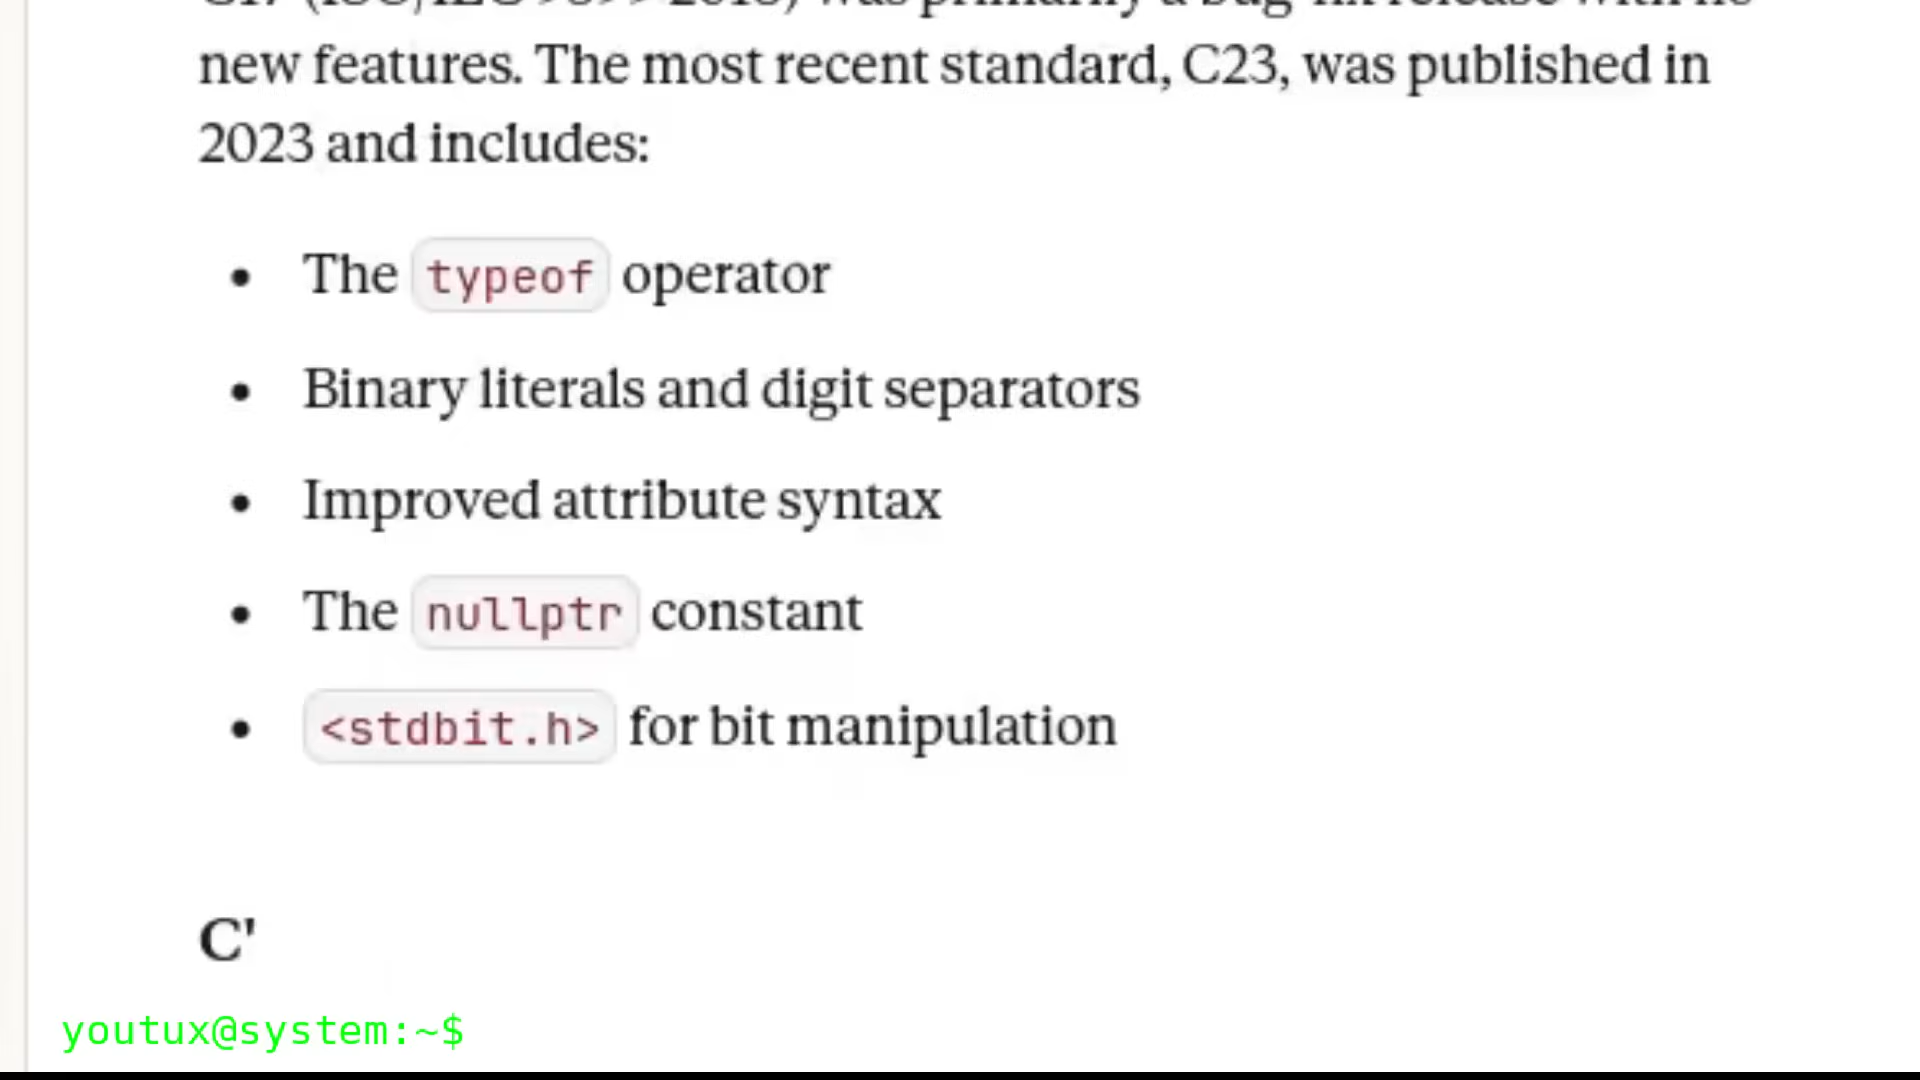 new features. The most recent standard, C23, was published in
2023 and includes:
• The typeof operator
• Binary literals and digit separators
• Improved attribute syntax
• The nullptr constant
• <stdbit.h> for bit manipulation
C'
youtux@system:~$